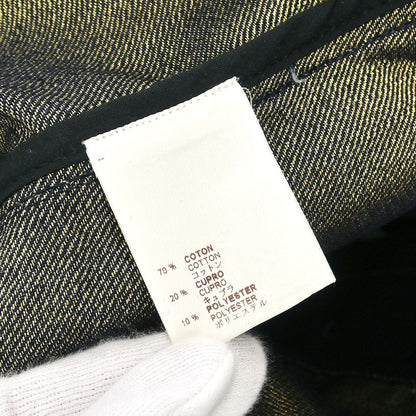 70 % COTON
COTTON
コットン
20 % CUPRO
CUPRO
キュプラ
10 % POLYESTER
POLYESTER
ポリエステル